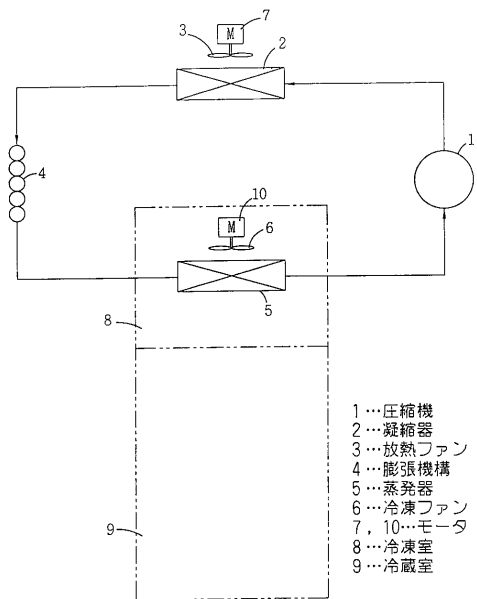 7
3
M
2
1
4
10
M
6
5
8
9
1…圧縮機
2…凝縮器
3…放熱ファン
4…膨張機構
5…蒸発器
6…冷凍ファン
7，10…モータ
8…冷凍室
9…冷蔵室